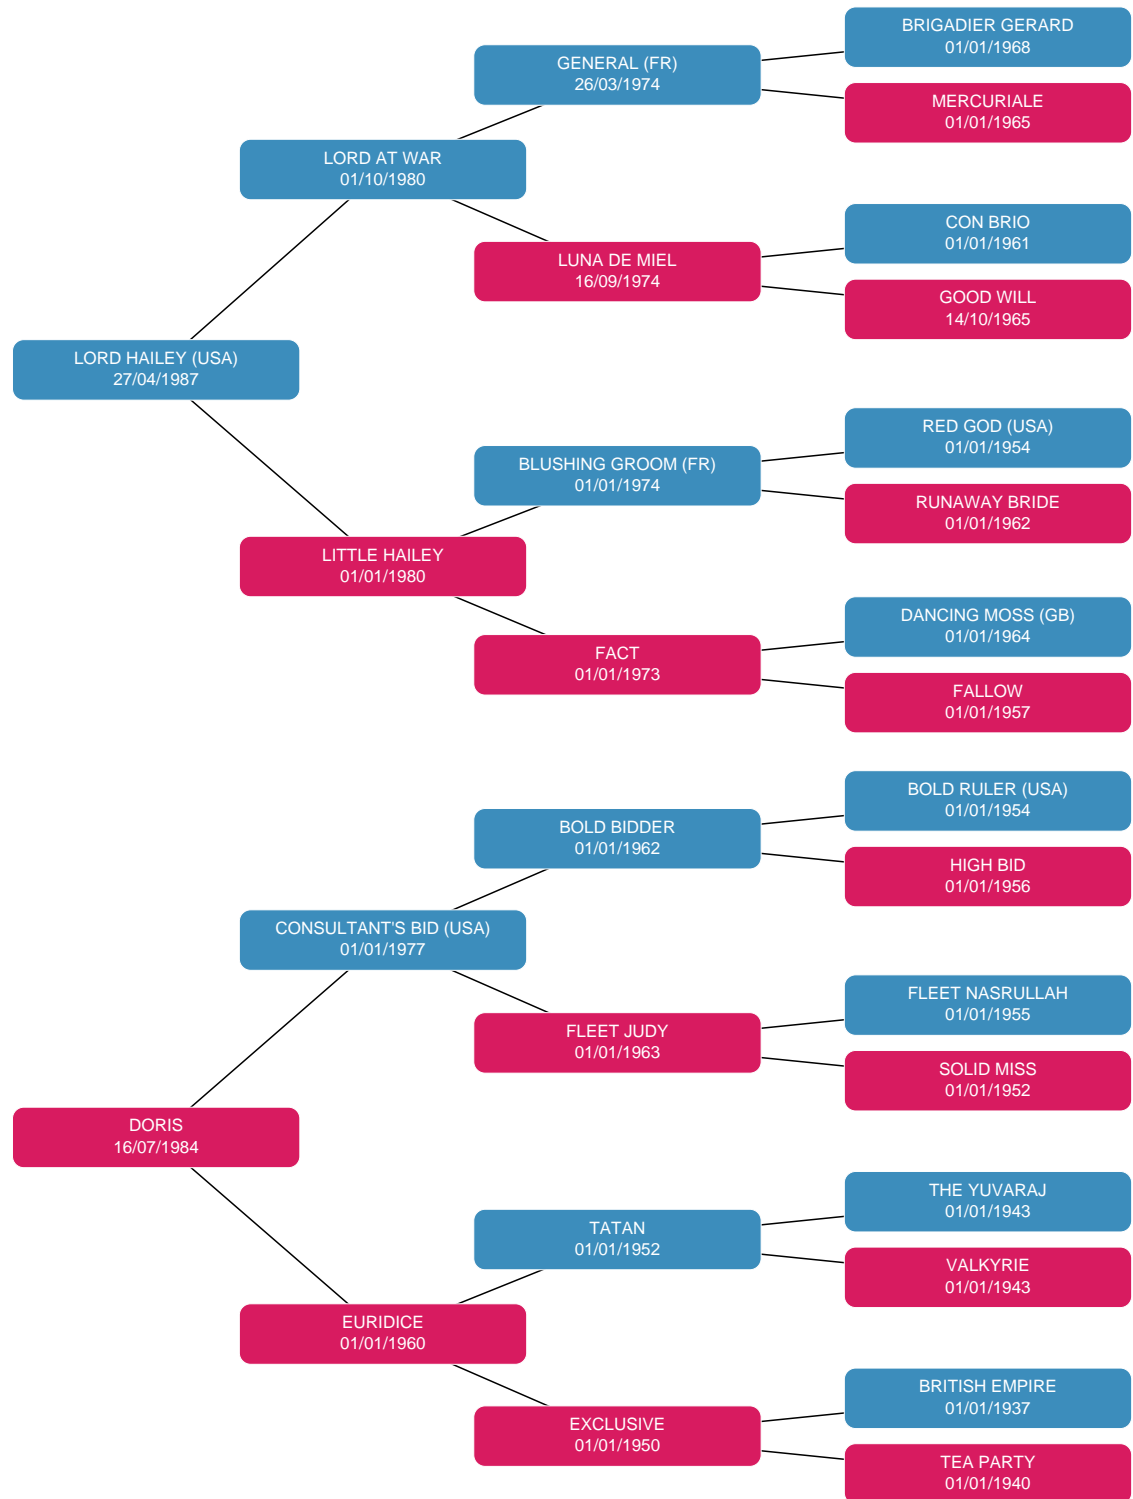 BRIGADIER GERARD
01/01/1968
GENERAL (FR)
26/03/1974
MERCURIALE
01/01/1965
LORD AT WAR
01/10/1980
CON BRIO
01/01/1961
LUNA DE MIEL
16/09/1974
GOOD WILL
14/10/1965
LORD HAILEY (USA)
27/04/1987
RED GOD (USA)
01/01/1954
BLUSHING GROOM (FR)
01/01/1974
RUNAWAY BRIDE
01/01/1962
LITTLE HAILEY
01/01/1980
DANCING MOSS (GB)
01/01/1964
FACT
01/01/1973
FALLOW
01/01/1957
BOLD RULER (USA)
01/01/1954
BOLD BIDDER
01/01/1962
HIGH BID
01/01/1956
CONSULTANT'S BID (USA)
01/01/1977
FLEET NASRULLAH
01/01/1955
FLEET JUDY
01/01/1963
SOLID MISS
01/01/1952
DORIS
16/07/1984
THE YUVARAJ
01/01/1943
TATAN
01/01/1952
VALKYRIE
01/01/1943
EURIDICE
01/01/1960
BRITISH EMPIRE
01/01/1937
EXCLUSIVE
01/01/1950
TEA PARTY
01/01/1940